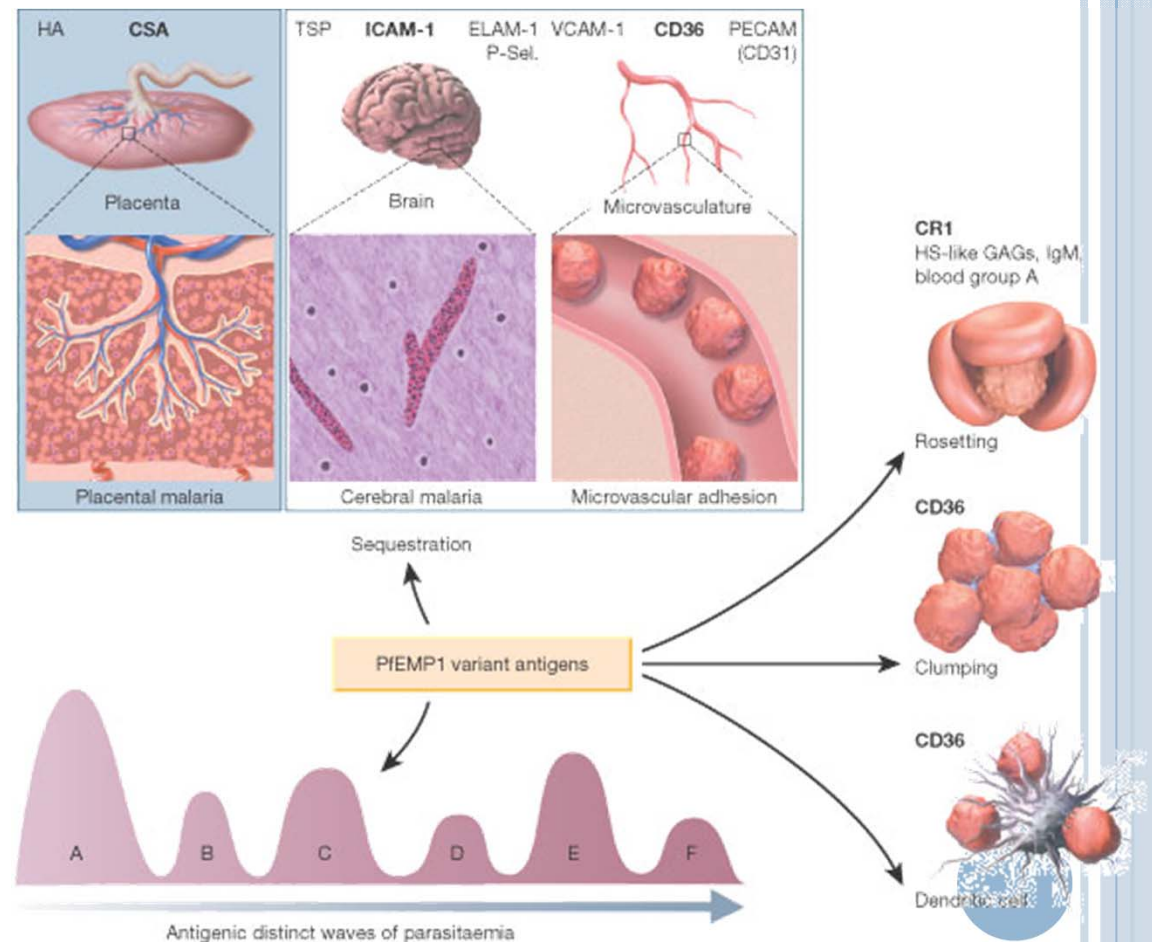 HA CSA
TSP ICAM-1 ELAM-1 VCAM-1 CD36 PECAM
P-Sel. (CD31)
Placenta
Brain
Microvasculature
Placental malaria
Cerebral malaria
Microvascular adhesion
CR1
HS-like GAGs, IgM,
blood group A
Rosetting
CD36
Clumping
CD36
Dendritic cell
Sequestration
PfEMP1 variant antigens
A B C D E F
Antigenic distinct waves of parasitaemia